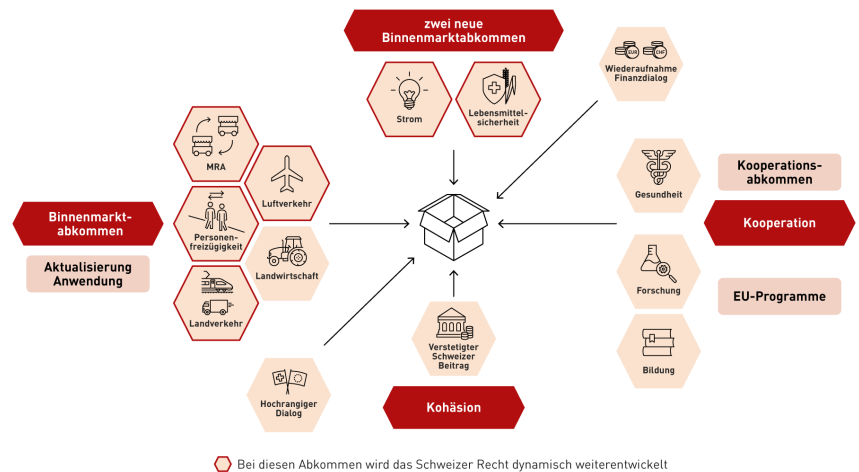 zwei neue
Binnenmarktabkommen
Strom
Lebensmittel-
sicherheit
EUR
CHF
Wiederaufnahme
Finanzdialog
MRA
Luftverkehr
Binnenmarkt-
abkommen
Personen-
freizügigkeit
Aktualisierung
Anwendung
Landwirtschaft
Landverkehr
Gesundheit
Kooperations-
abkommen
Kooperation
Forschung
EU-Programme
Bildung
Verstetigter
Schweizer
Beitrag
Hochrangiger
Dialog
Kohäsion
Bei diesen Abkommen wird das Schweizer Recht dynamisch weiterentwickelt